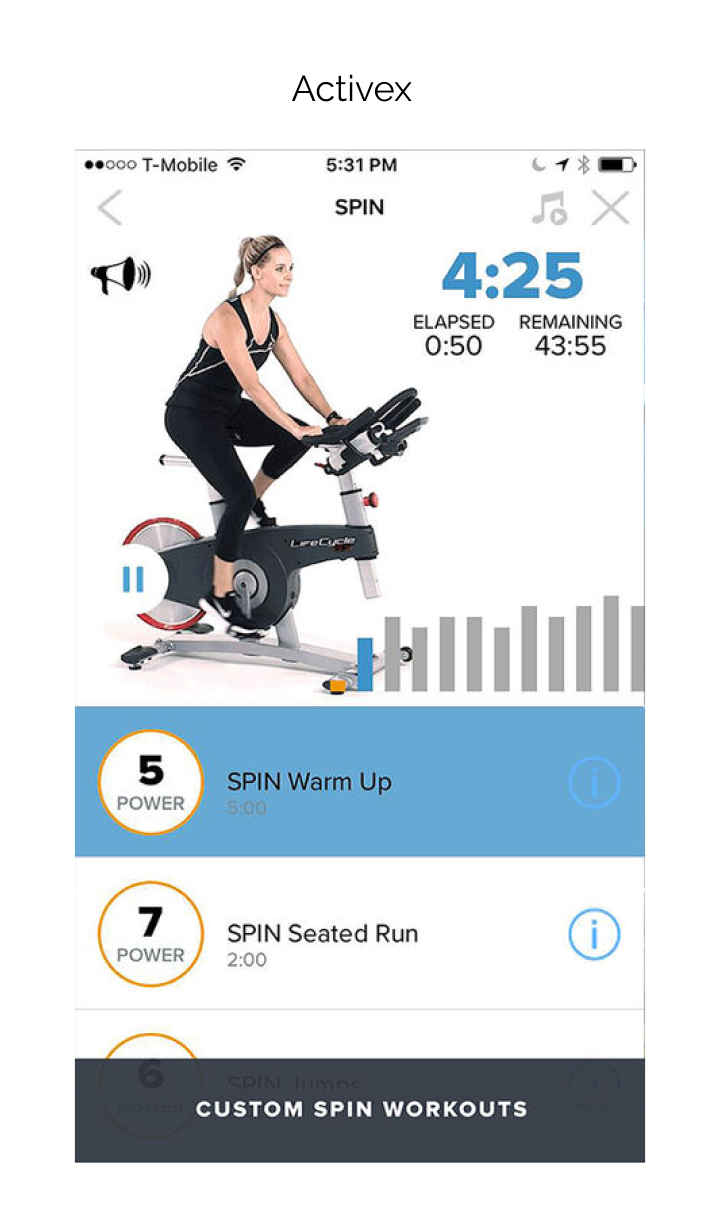 Activex
T-Mobile 5:31 PM
SPIN
4:25
ELAPSED REMAINING
0:50 43:55
LifeCycle
5
POWER
SPIN Warm Up
5:00
i
7
POWER
SPIN Seated Run
2:00
i
6
POWER
SPIN Jumps
i
CUSTOM SPIN WORKOUTS